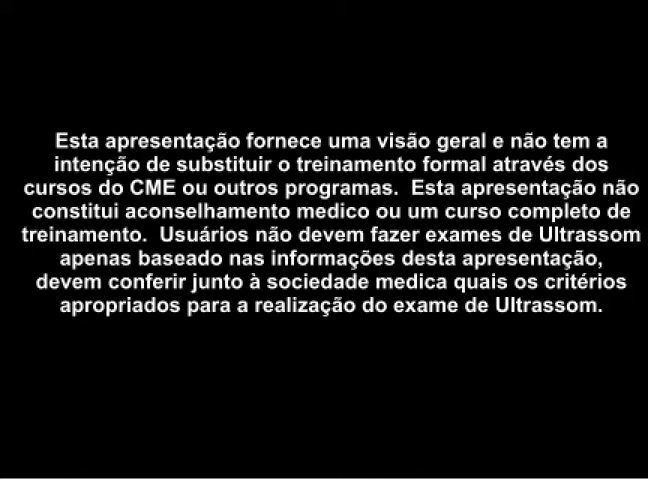 Esta apresentação fornece uma visão geral e não tem a
intenção de substituir o treinamento formal através dos
cursos do CME ou outros programas.  Esta apresentação não
constitui aconselhamento medico ou um curso completo de
treinamento.  Usuários não devem fazer exames de Ultrassom
apenas baseado nas informações desta apresentação,
devem conferir junto à sociedade medica quais os critérios
apropriados para a realização do exame de Ultrassom.